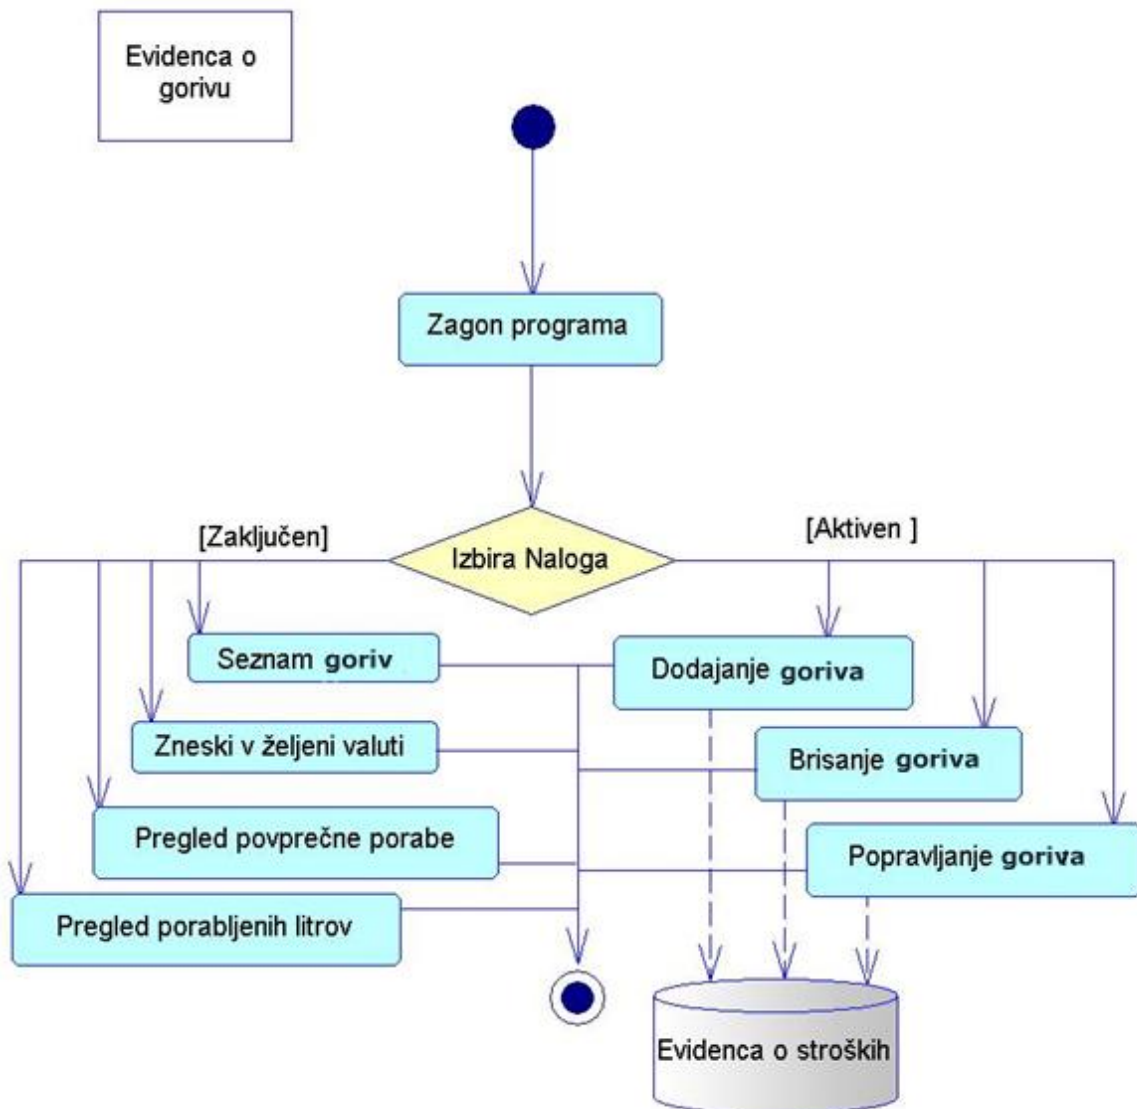 Evidenca o
gorivu
Zagon programa
Izbira Naloga
[Zaključen]
[Aktiven ]
Seznam goriv
Dodajanje goriva
Zneski v željeni valuti
Brisanje goriva
Pregled povprečne porabe
Popravljanje goriva
Pregled porabljenih litrov
Evidenca o stroških